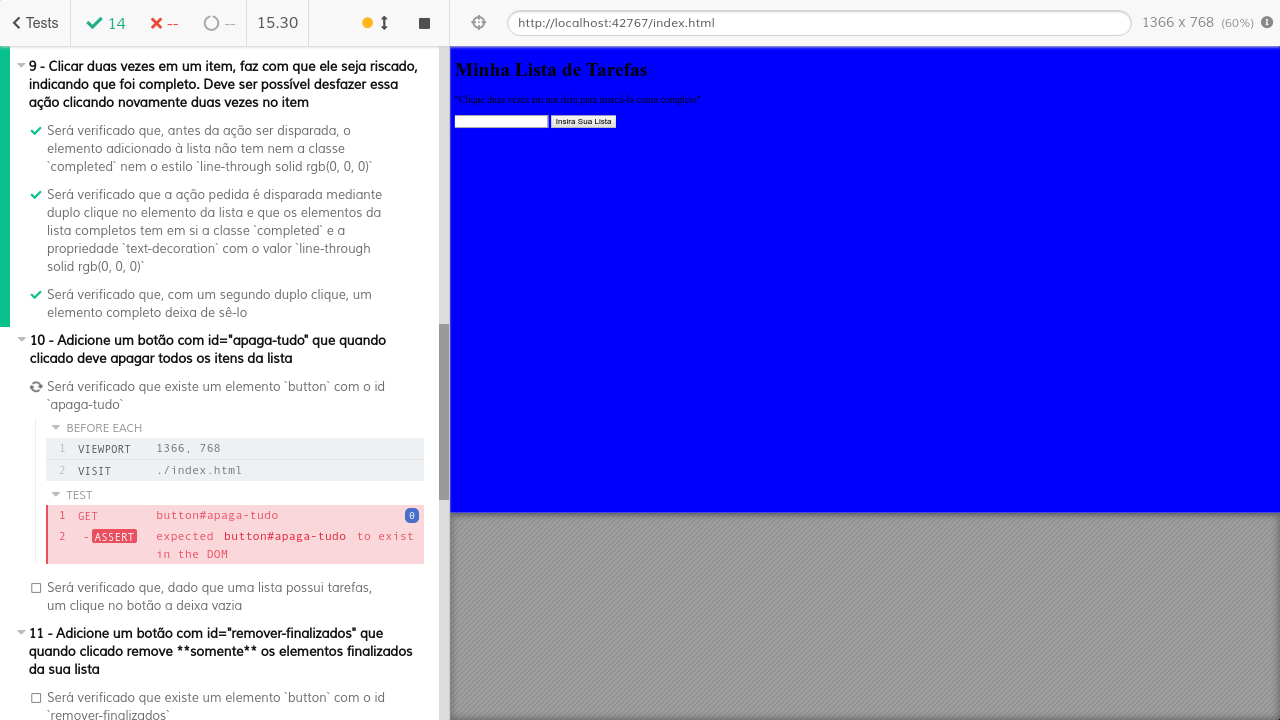 Tests
14
--
--
15.30
http://localhost:42767/index.html
1366 x 768 (60%)
9 - Clicar duas vezes em um item, faz com que ele seja riscado,
indicando que foi completo. Deve ser possível desfazer essa
ação clicando novamente duas vezes no item
Será verificado que, antes da ação ser disparada, o
elemento adicionado à lista não tem nem a classe
`completed` nem o estilo `line-through solid rgb(0, 0, 0)`
Será verificado que a ação pedida é disparada mediante
duplo clique no elemento da lista e que os elementos da
lista completos tem em si a classe `completed` e a
propriedade `text-decoration` com o valor `line-through
solid rgb(0, 0, 0)`
Será verificado que, com um segundo duplo clique, um
elemento completo deixa de sê-lo
10 - Adicione um botão com id="apaga-tudo" que quando
clicado deve apagar todos os itens da lista
Será verificado que existe um elemento `button` com o id
`apaga-tudo`
BEFORE EACH
1 VIEWPORT 1366, 768
2 VISIT ./index.html
TEST
1 GET button#apaga-tudo 0
2 -ASSERT expected button#apaga-tudo to exist
in the DOM
Será verificado que, dado que uma lista possui tarefas,
um clique no botão a deixa vazia
11 - Adicione um botão com id="remover-finalizados" que
quando clicado remove **somente** os elementos finalizados
da sua lista
Será verificado que existe um elemento `button` com o id
`remover-finalizados`
Minha Lista de Tarefas
"Clique duas vezes em um item para marcá-lo como completo"
Insira Sua Lista